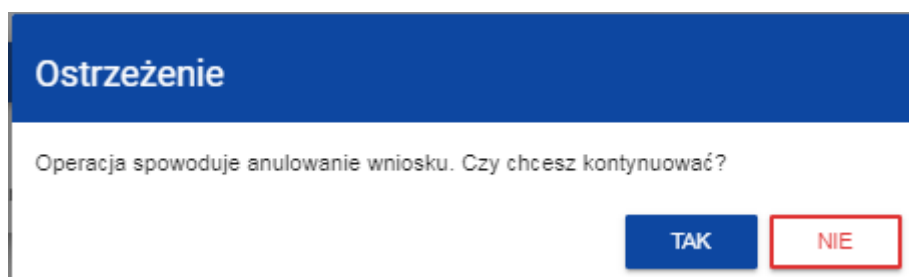 Ostrzeżenie
Operacja spowoduje anulowanie wniosku. Czy chcesz kontynuować?
TAK NIE